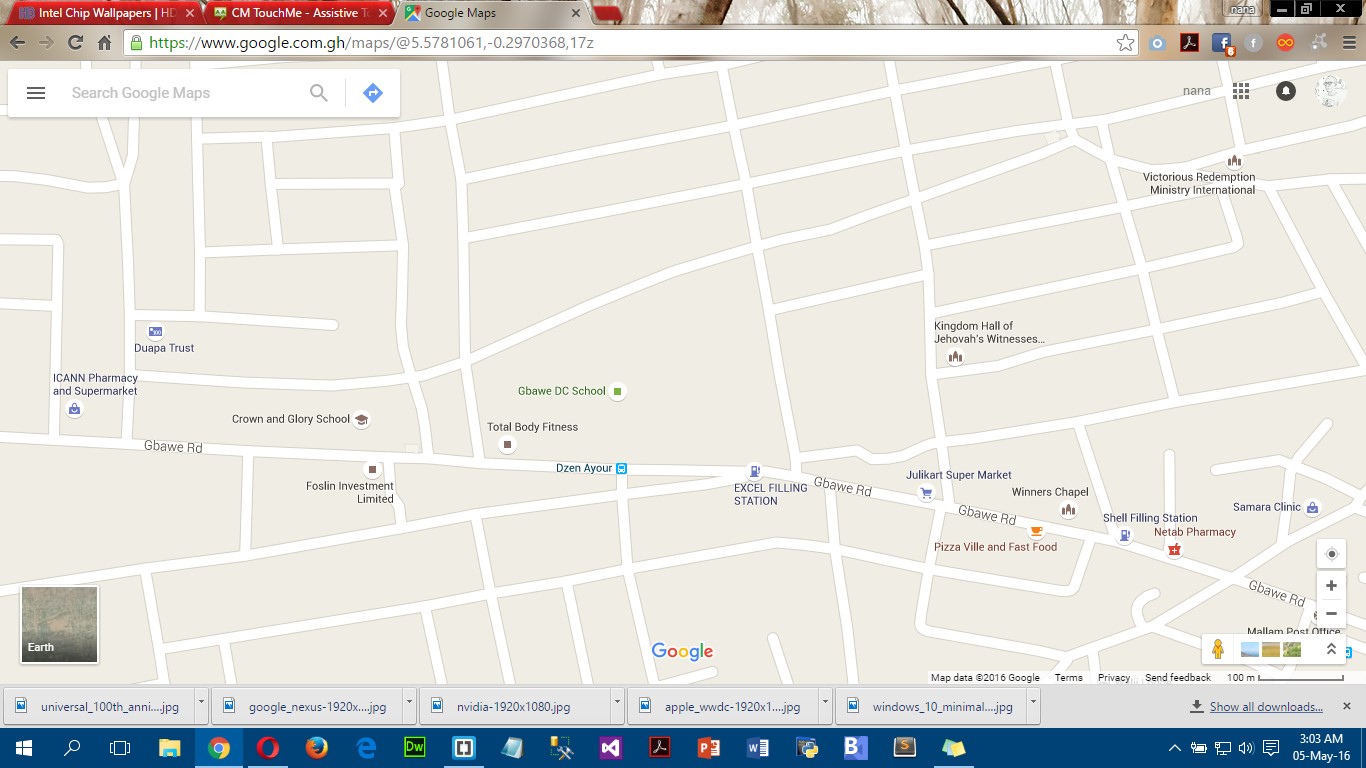 Intel Chip Wallpapers | HD
CM TouchMe - Assistive To
Google Maps
nana
https://www.google.com.gh/maps/@5.5781061,-0.2970368,17z
6
Search Google Maps
nana
Victorious Redemption
Ministry International
Kingdom Hall of
Jehovah's Witnesses...
100
Duapa Trust
ICANN Pharmacy
and Supermarket
Gbawe DC School
Crown and Glory School
Total Body Fitness
Gbawe Rd
Dzen Ayour
Foslin Investment
Limited
EXCEL FILLING
STATION
Gbawe Rd
Julikart Super Market
Winners Chapel
Gbawe Rd
Shell Filling Station
Samara Clinic
Netab Pharmacy
Pizza Ville and Fast Food
Gbawe Rd
Mallam Post Office
Earth
Google
Map data ©2016 Google Terms Privacy Send feedback 100 m
universal_100th_anni....jpg
google_nexus-1920x....jpg
nvidia-1920x1080.jpg
apple_wwdc-1920x1....jpg
windows_10_minimal....jpg
Show all downloads...
Dw
B
S
3:03 AM
05-May-16